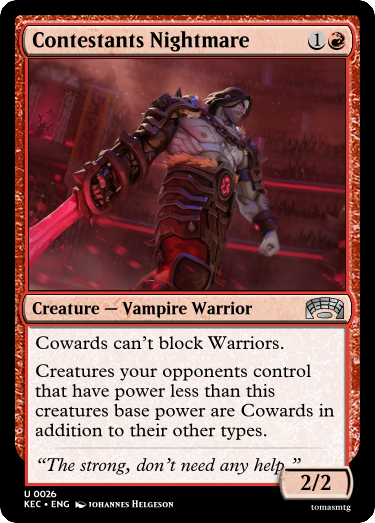 Contestants Nightmare 1
Creature — Vampire Warrior
Cowards can't block Warriors.
Creatures your opponents control
that have power less than this
creatures base power are Cowards in
addition to their other types.
"The strong, don't need any help."
2/2
U 0026
KEC • ENG JOHANNES HELGESON
tomasmtg